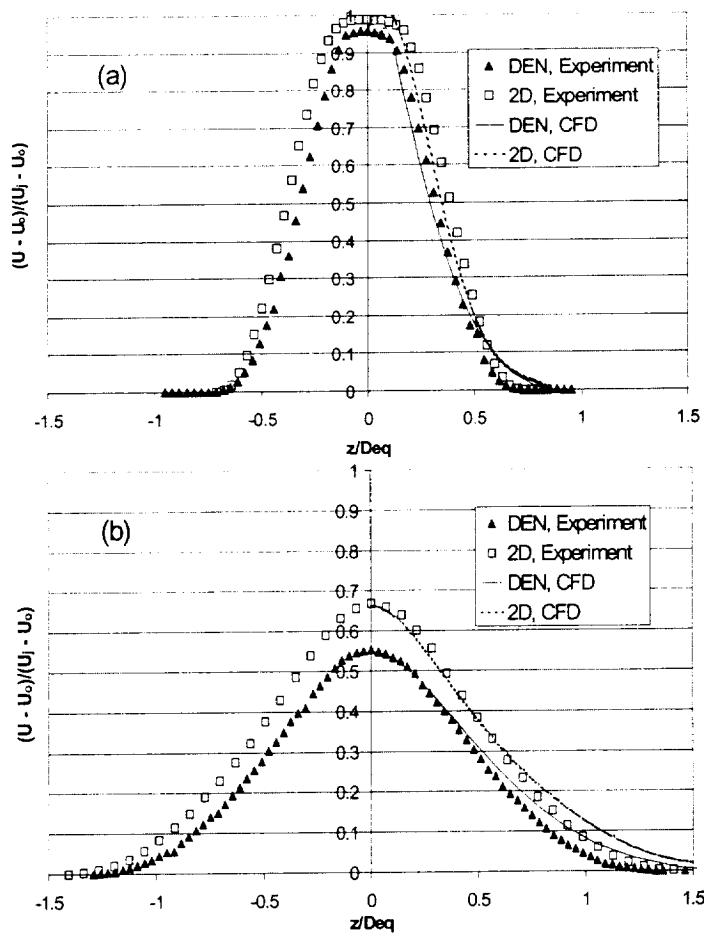 (a)
(U - Uo)/(Uj - Uo)
1
0.9
0.8
0.7
0.6
0.5
0.4
0.3
0.2
0.1
0
DEN, Experiment
2D, Experiment
DEN, CFD
2D, CFD
-1.5 -1 -0.5 0 0.5 1 1.5
z/Deq
(b)
(U - Uo)/(Uj - Uo)
1
0.9
0.8
0.7
0.6
0.5
0.4
0.3
0.2
0.1
0
DEN, Experiment
2D, Experiment
DEN, CFD
2D, CFD
-1.5 -1 -0.5 0 0.5 1 1.5
z/Deq